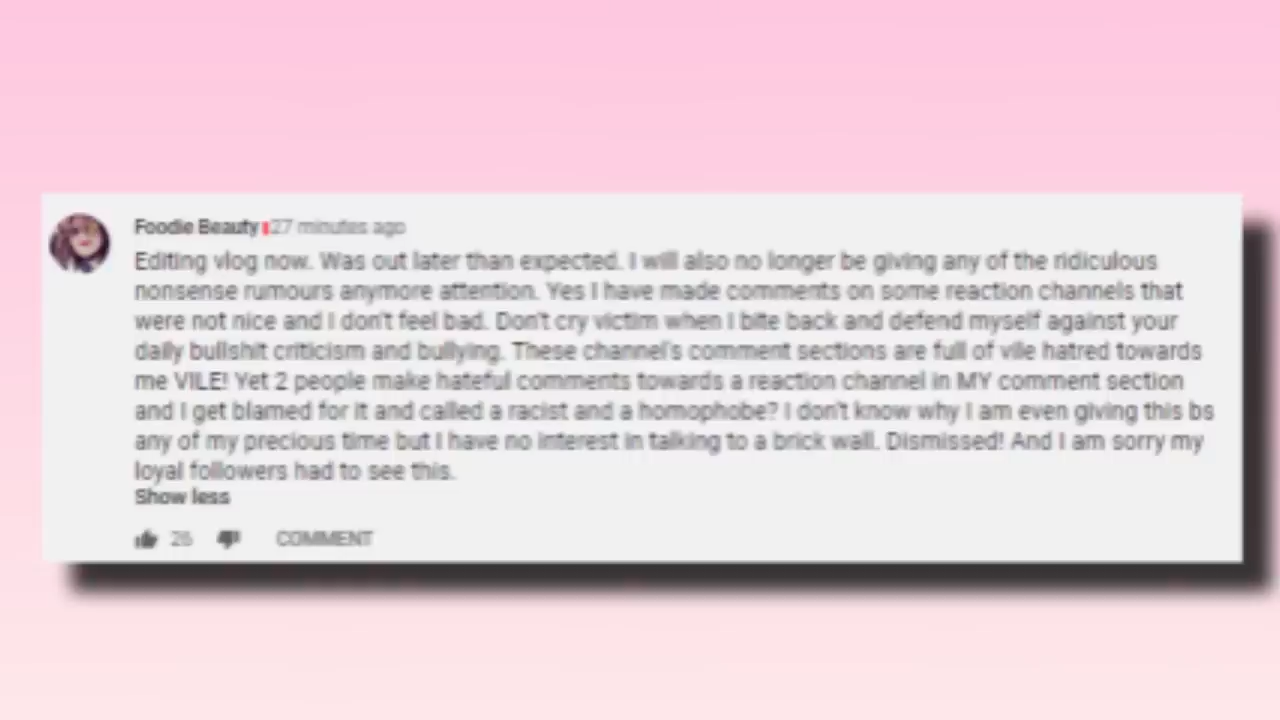 Foodie Beauty 27 minutes ago
Editing vlog now. Was out later than expected. I will also no longer be giving any of the ridiculous
nonsense rumours anymore attention. Yes I have made comments on some reaction channels that
were not nice and I don't feel bad. Don't cry victim when I bite back and defend myself against your
daily bullshit criticism and bullying. These channel's comment sections are full of vile hatred towards
me VILE! Yet 2 people make hateful comments towards a reaction channel in MY comment section
and I get blamed for it and called a racist and a homophobe? I don't know why I am even giving this bs
any of my precious time but I have no interest in talking to a brick wall. Dismissed! And I am sorry my
loyal followers had to see this.
Show less
26 COMMENT